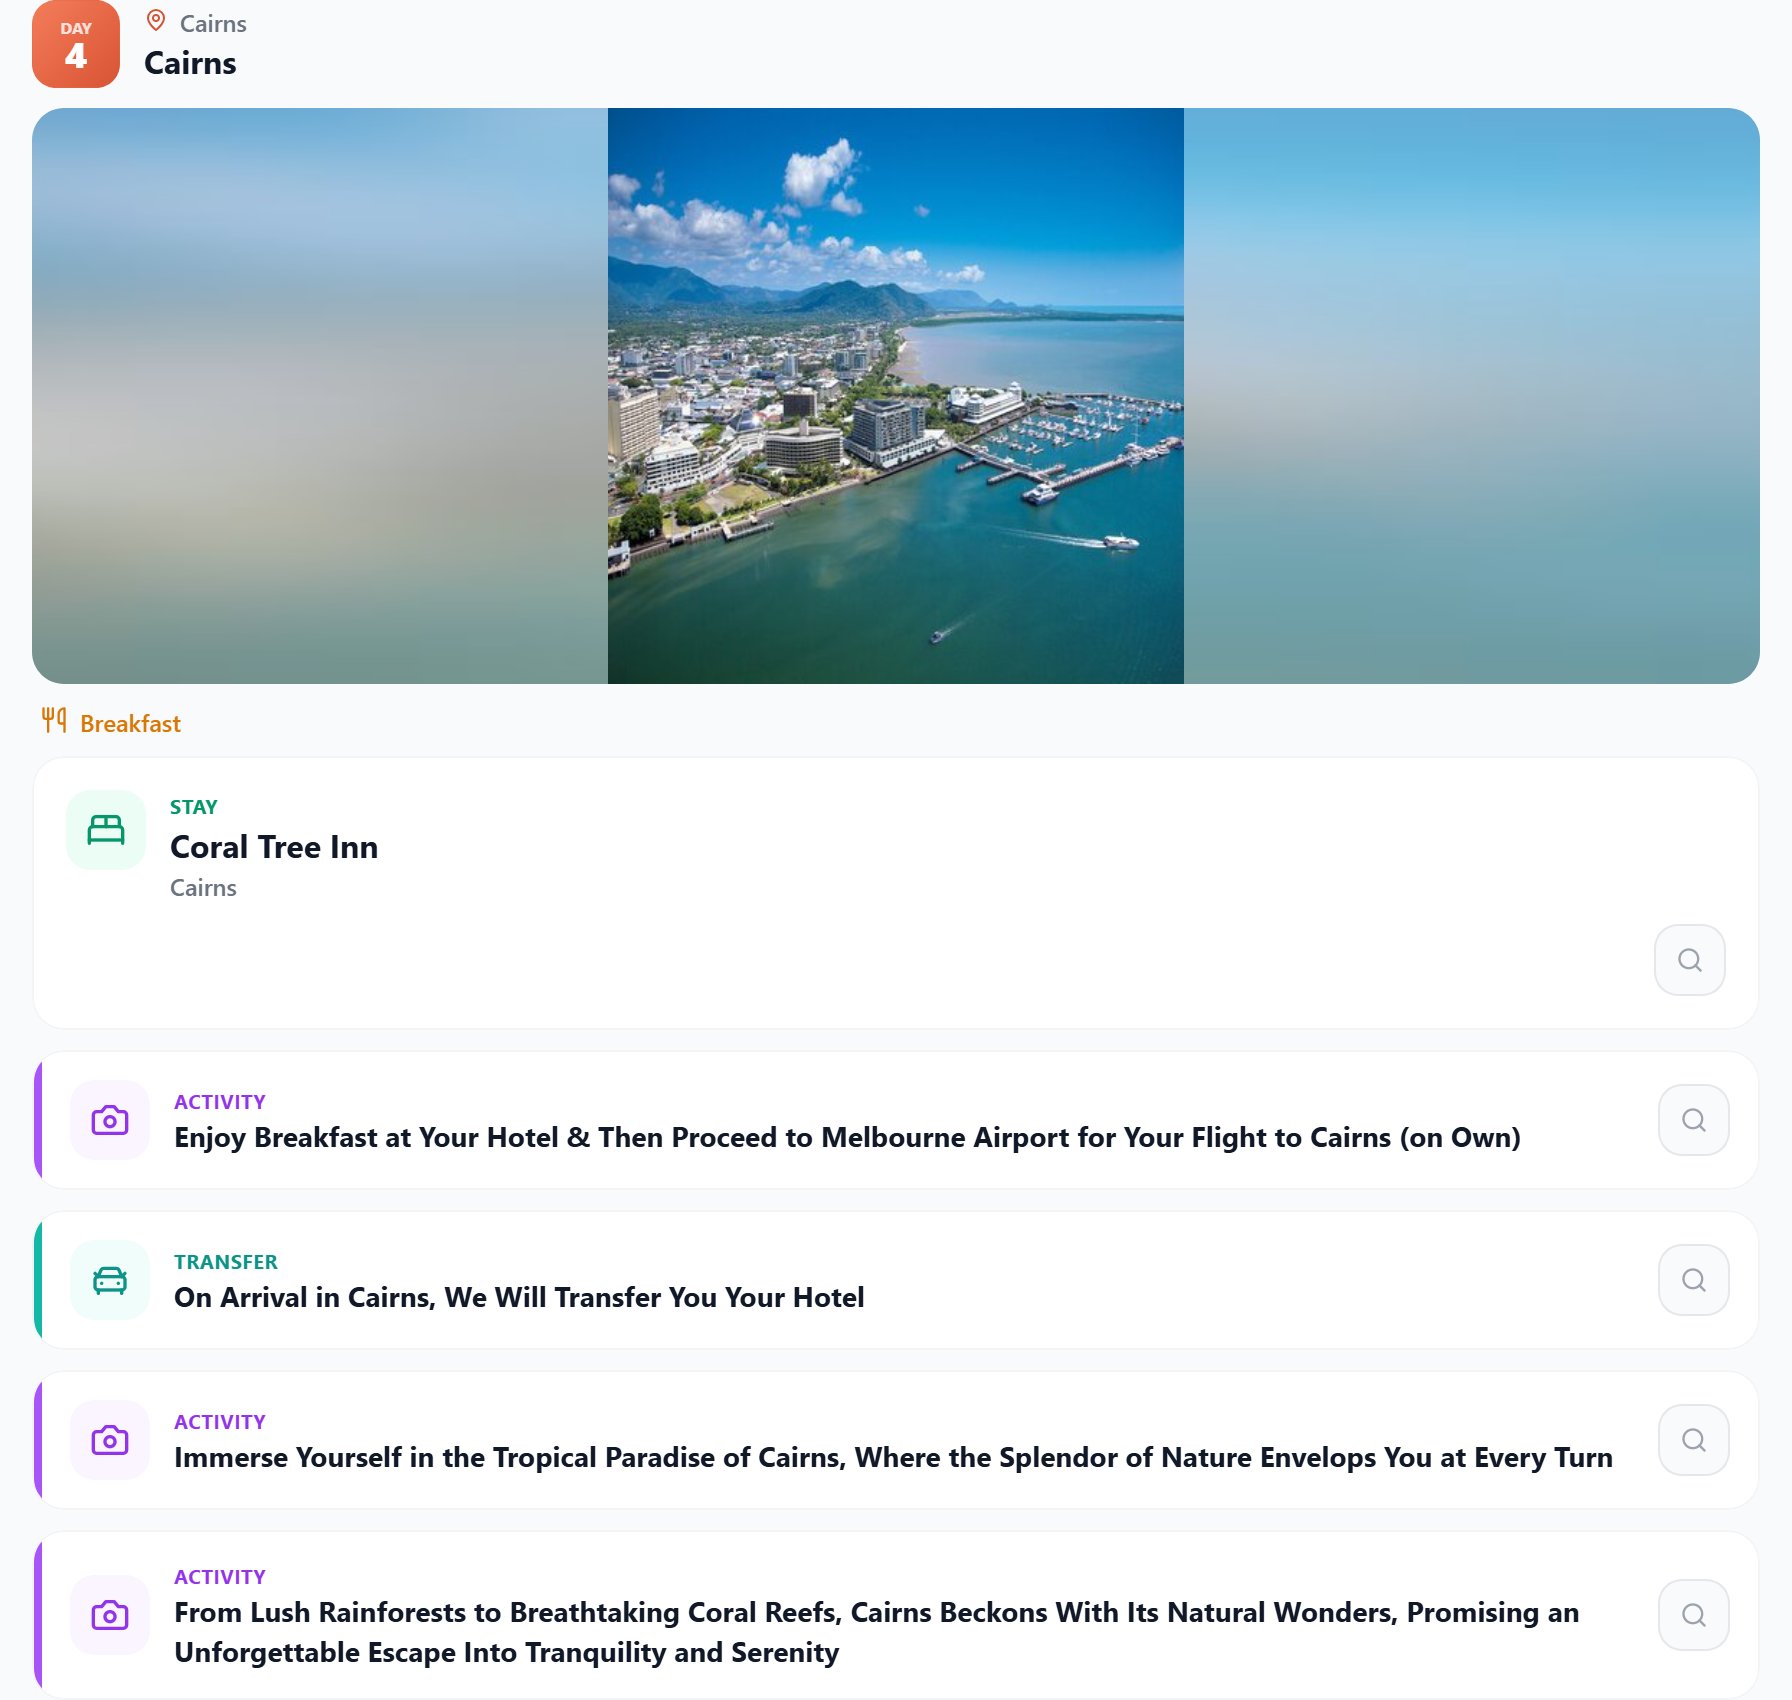 DAY
4
Cairns
Cairns
Breakfast
STAY
Coral Tree Inn
Cairns
ACTIVITY
Enjoy Breakfast at Your Hotel & Then Proceed to Melbourne Airport for Your Flight to Cairns (on Own)
TRANSFER
On Arrival in Cairns, We Will Transfer You Your Hotel
ACTIVITY
Immerse Yourself in the Tropical Paradise of Cairns, Where the Splendor of Nature Envelops You at Every Turn
ACTIVITY
From Lush Rainforests to Breathtaking Coral Reefs, Cairns Beckons With Its Natural Wonders, Promising an
Unforgettable Escape Into Tranquility and Serenity